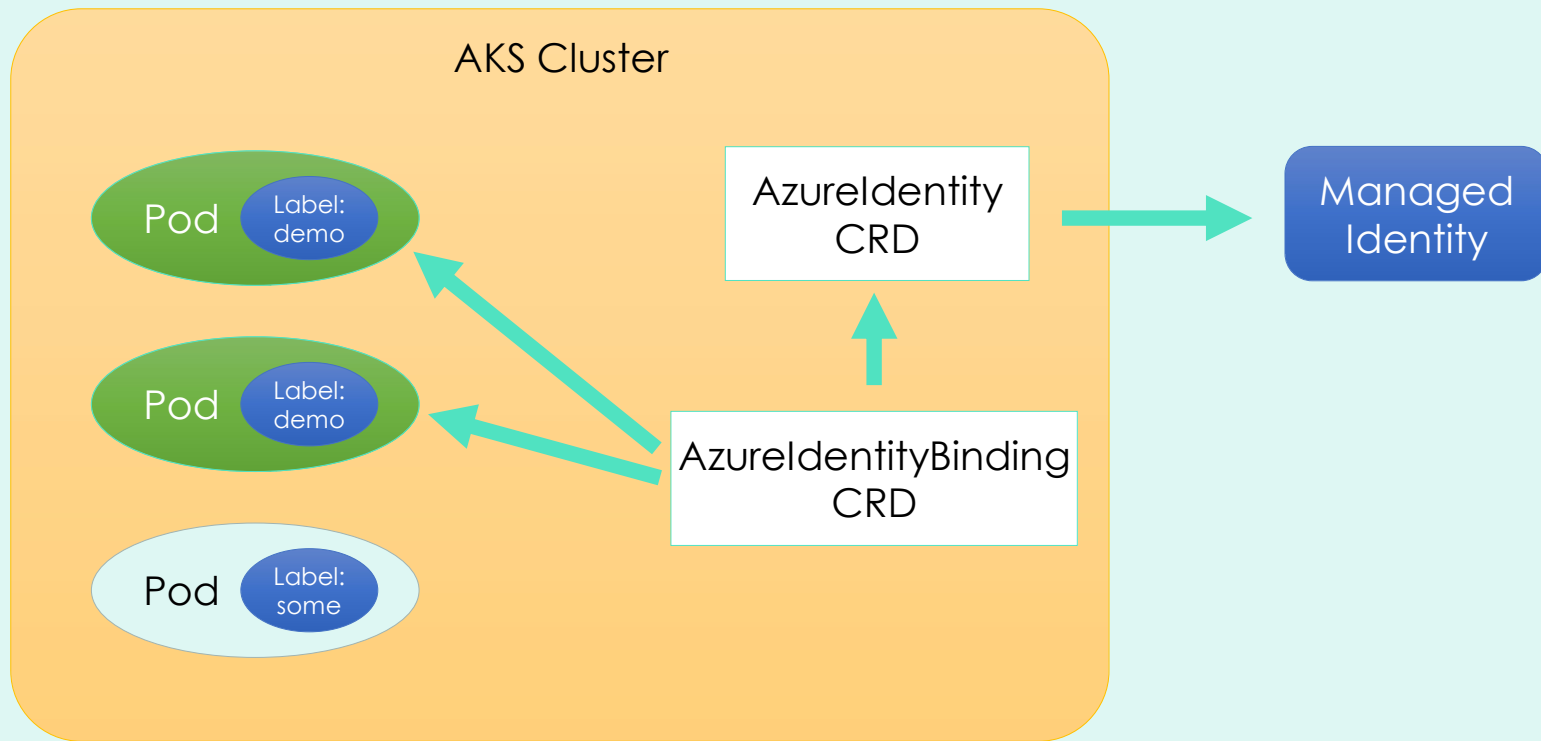 AKS Cluster
Pod
Label:
demo
AzureIdentity
CRD
Managed
Identity
Pod
Label:
demo
AzureIdentityBinding
CRD
Pod
Label:
some